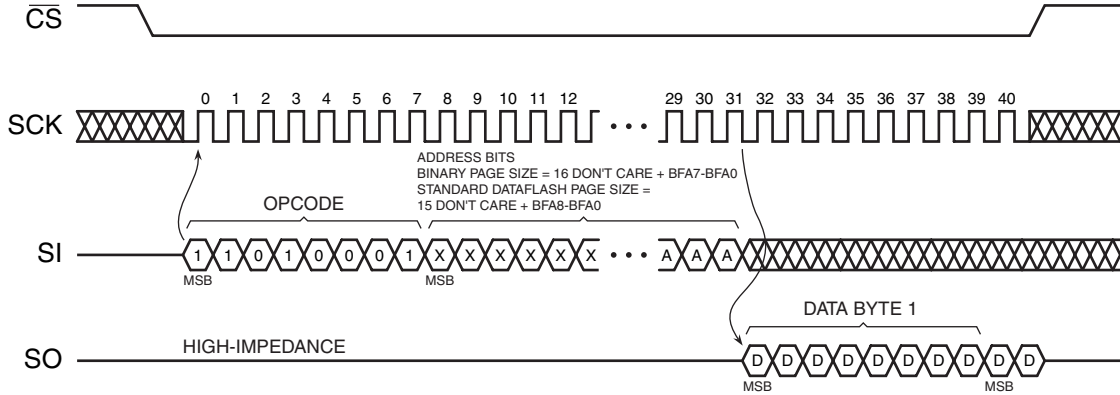 CS
SCK
0 1 2 3 4 5 6 7 8 9 10 11 12 • • • 29 30 31 32 33 34 35 36 37 38 39 40
ADDRESS BITS
BINARY PAGE SIZE = 16 DON'T CARE + BFA7-BFA0
STANDARD DATAFLASH PAGE SIZE =
15 DON'T CARE + BFA8-BFA0
OPCODE
SI
1 1 0 1 0 0 0 1 X X X X X X • • • A A A
MSB MSB
DATA BYTE 1
SO
HIGH-IMPEDANCE
D D D D D D D D D D
MSB MSB